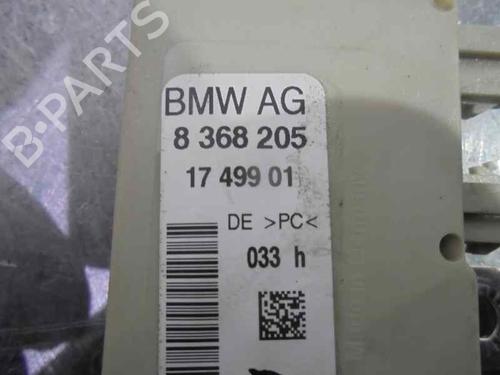 BMW AG
8 368 205
17 499 01
DE >PC<
033 h
B-PARTS